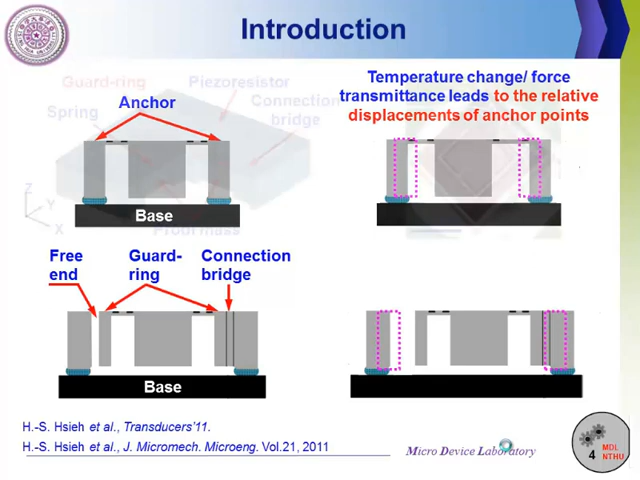 Introduction
Guard-ring
Piezoresistor
Anchor
Spring
Connection
bridge
Z
Y
X
Proof mass
Base
Temperature change/ force
transmittance leads to the relative
displacements of anchor points
Free
end
Guard-
ring
Connection
bridge
Base
H.-S. Hsieh et al., Transducers'11.
H.-S. Hsieh et al., J. Micromech. Microeng. Vol.21, 2011
Micro Device Laboratory
4
MDL
NTHU